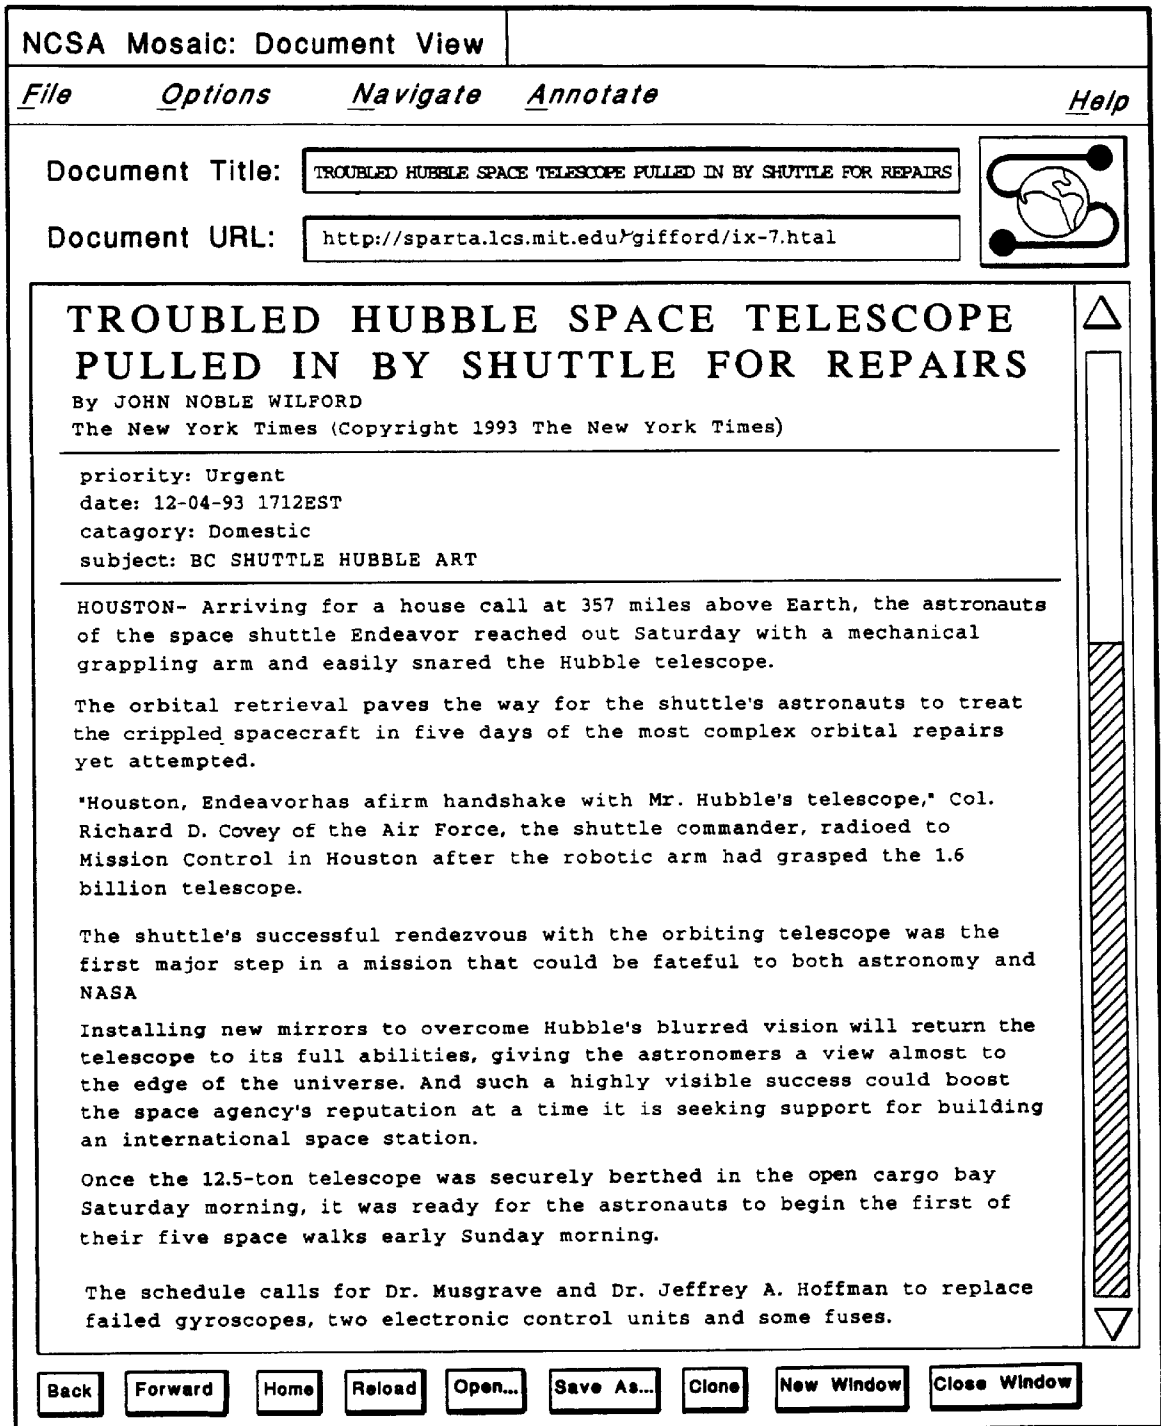 NCSA Mosaic: Document View
File Options Navigate Annotate Help
Document Title: TROUBLED HUBBLE SPACE TELESCOPE PULLED IN BY SHUTTLE FOR REPAIRS
Document URL: http://sparta.lcs.mit.edu/~gifford/ix-7.htal
TROUBLED HUBBLE SPACE TELESCOPE
PULLED IN BY SHUTTLE FOR REPAIRS
By JOHN NOBLE WILFORD
The New York Times (Copyright 1993 The New York Times)
priority: Urgent
date: 12-04-93 1712EST
catagory: Domestic
subject: BC SHUTTLE HUBBLE ART
HOUSTON- Arriving for a house call at 357 miles above Earth, the astronauts
of the space shuttle Endeavor reached out Saturday with a mechanical
grappling arm and easily snared the Hubble telescope.
The orbital retrieval paves the way for the shuttle's astronauts to treat
the crippled spacecraft in five days of the most complex orbital repairs
yet attempted.
"Houston, Endeavorhas afirm handshake with Mr. Hubble's telescope," Col.
Richard D. Covey of the Air Force, the shuttle commander, radioed to
Mission Control in Houston after the robotic arm had grasped the 1.6
billion telescope.
The shuttle's successful rendezvous with the orbiting telescope was the
first major step in a mission that could be fateful to both astronomy and
NASA
Installing new mirrors to overcome Hubble's blurred vision will return the
telescope to its full abilities, giving the astronomers a view almost to
the edge of the universe. And such a highly visible success could boost
the space agency's reputation at a time it is seeking support for building
an international space station.
Once the 12.5-ton telescope was securely berthed in the open cargo bay
Saturday morning, it was ready for the astronauts to begin the first of
their five space walks early Sunday morning.
The schedule calls for Dr. Musgrave and Dr. Jeffrey A. Hoffman to replace
failed gyroscopes, two electronic control units and some fuses.
Back Forward Home Reload Open... Save As... Clone New Window Close Window